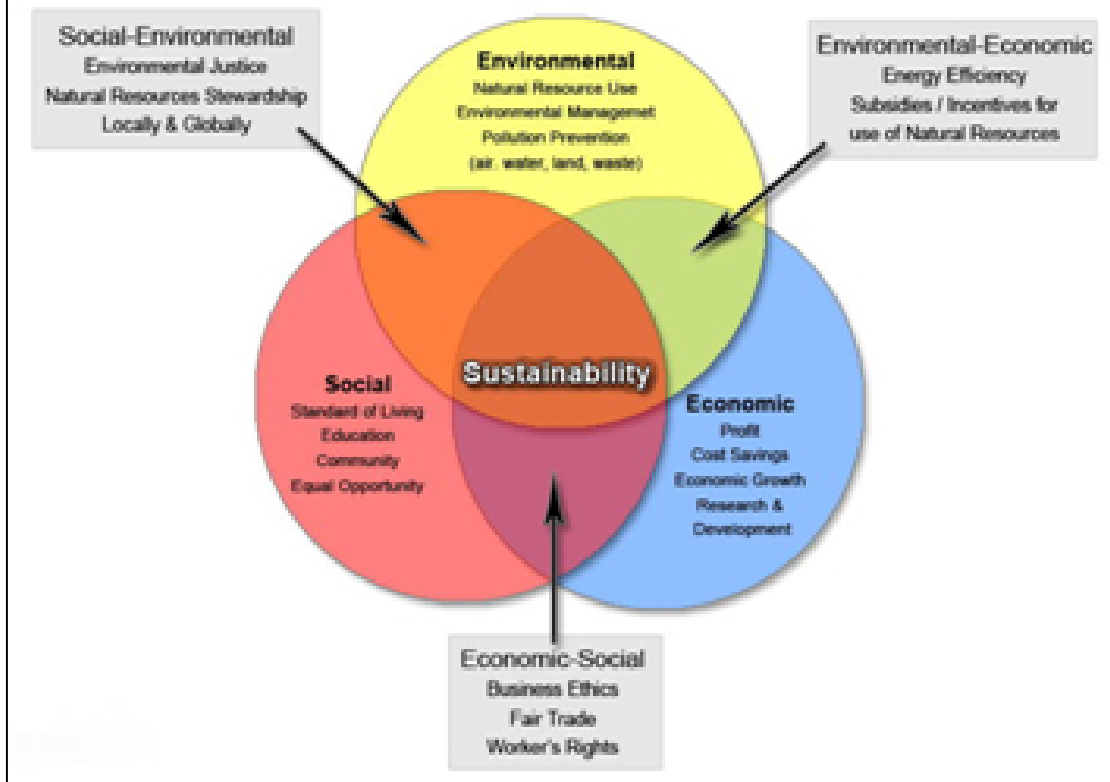 Social-Environmental
Environmental Justice
Natural Resources Stewardship
Locally & Globally
Environmental
Natural Resource Use
Environmental Managemet
Pollution Prevention
(air. water, land, waste)
Environmental-Economic
Energy Efficiency
Subsidies / Incentives for
use of Natural Resources
Sustainability
Social
Standard of Living
Education
Community
Equal Opportunity
Economic
Profit
Cost Savings
Economic Growth
Research &
Development
Economic-Social
Business Ethics
Fair Trade
Worker's Rights